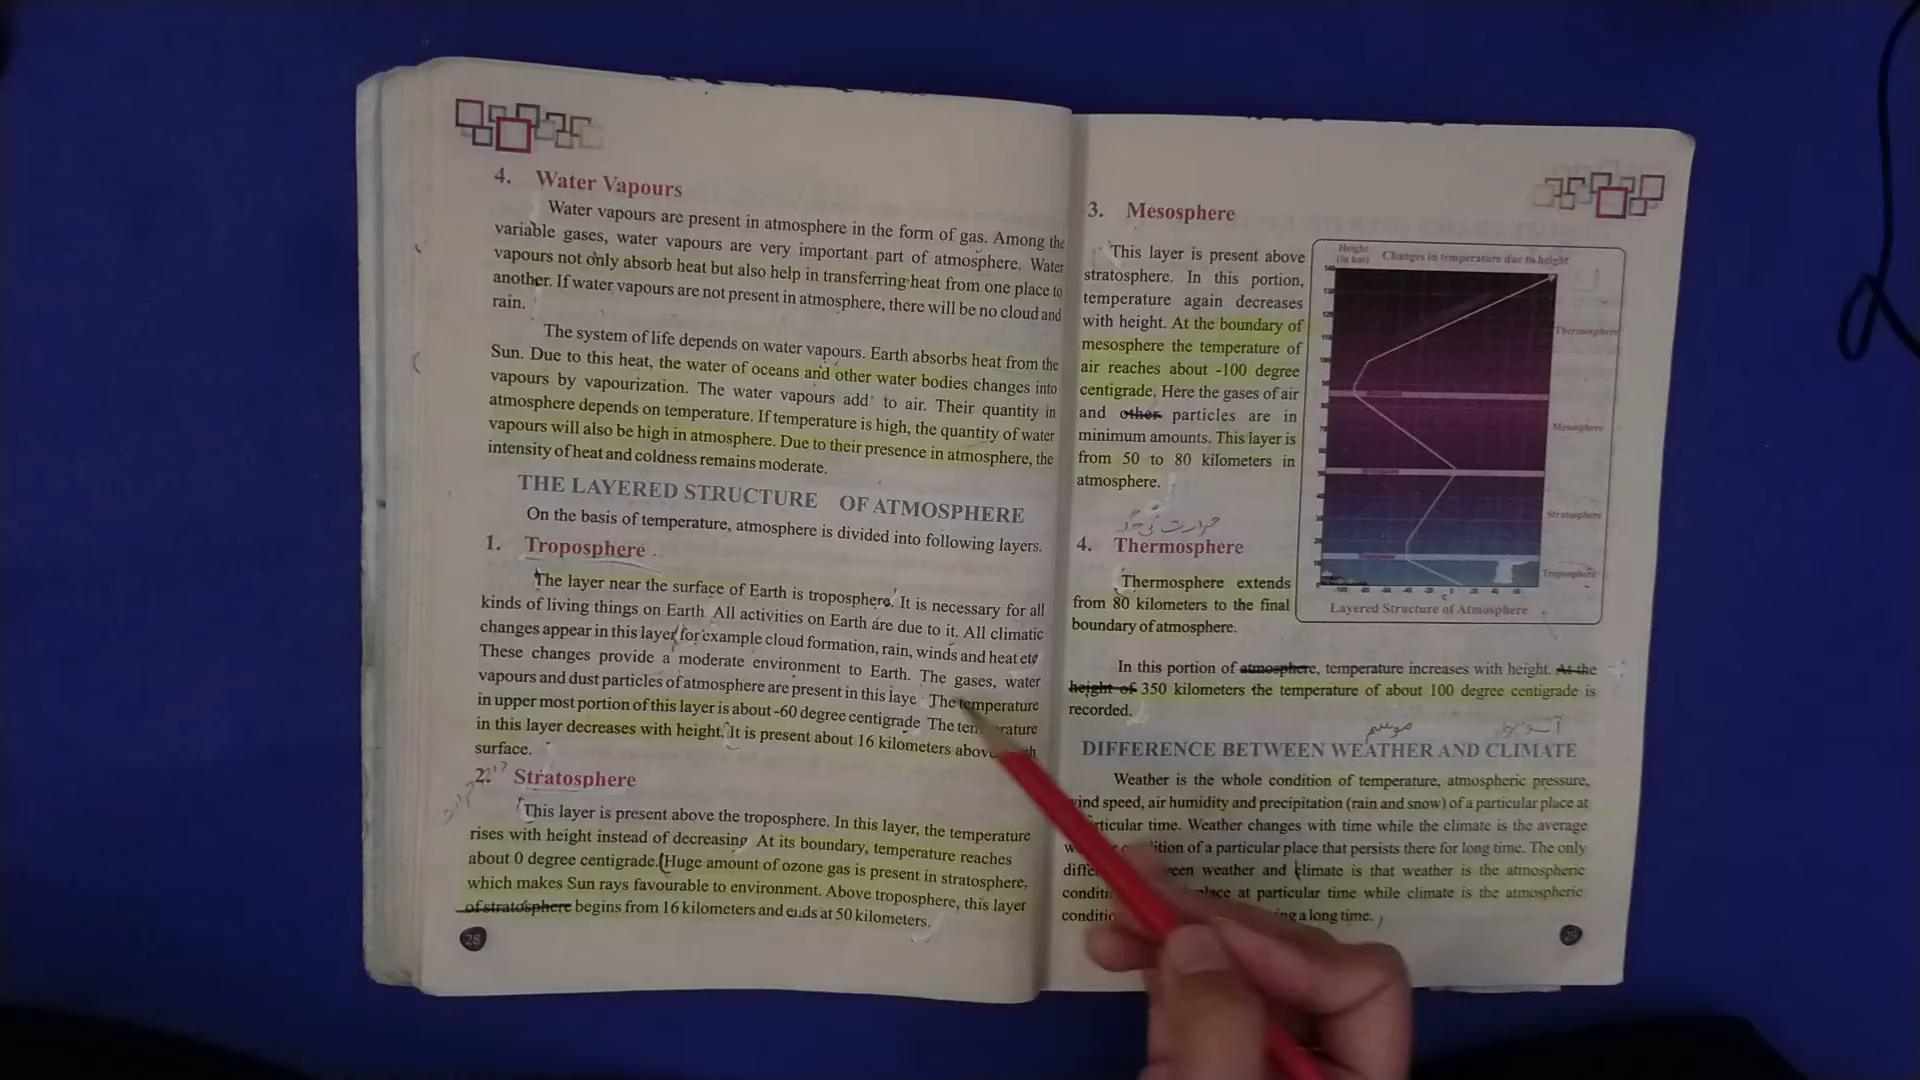 4. Water Vapours
Water vapours are present in atmosphere in the form of gas. Among the
variable gases, water vapours are very important part of atmosphere. Water
vapours not only absorb heat but also help in transferring heat from one place to
another. If water vapours are not present in atmosphere, there will be no cloud and
rain.
The system of life depends on water vapours. Earth absorbs heat from the
Sun. Due to this heat, the water of oceans and other water bodies changes into
vapours by vapourization. The water vapours add to air. Their quantity in
atmosphere depends on temperature. If temperature is high, the quantity of water
vapours will also be high in atmosphere. Due to their presence in atmosphere, the
intensity of heat and coldness remains moderate.
THE LAYERED STRUCTURE OF ATMOSPHERE
On the basis of temperature, atmosphere is divided into following layers.
1. Troposphere
The layer near the surface of Earth is troposphere. It is necessary for all
kinds of living things on Earth. All activities on Earth are due to it. All climatic
changes appear in this layer for example cloud formation, rain, winds and heat etc
These changes provide a moderate environment to Earth. The gases, water
vapours and dust particles of atmosphere are present in this laye The temperature
in upper most portion of this layer is about -60 degree centigrade The
in this layer decreases with height. It is present about 16 kilometers
surface.
2. Stratosphere
This layer is present above the troposphere. In this layer, the temperature
rises with height instead of decreasing At its boundary, temperature reaches
about 0 degree centigrade. (Huge amount of ozone gas is present in stratosphere,
which makes Sun rays favourable to environment. Above troposphere, this layer
of stratosphere begins from 16 kilometers and ends at 50 kilometers.
28
3. Mesosphere
This layer is present above
stratosphere. In this portion,
temperature again decreases
with height. At the boundary of
mesosphere the temperature of
air reaches about -100 degree
centigrade. Here the gases of air
and other particles are in
minimum amounts. This layer is
from 50 to 80 kilometers in
atmosphere.
Height
(in km)
Changes in temperature due to height
Thermosphere
Mesosphere
Stratosphere
Troposphere
Layered Structure of Atmosphere
4. Thermosphere
Thermosphere extends
from 80 kilometers to the final
boundary of atmosphere.
In this portion of atmosphere, temperature increases with height. At the
height of 350 kilometers the temperature of about 100 degree centigrade is
recorded.
موسم
DIFFERENCE BETWEEN WEATHER AND CLIMATE
Weather is the whole condition of temperature, atmospheric pressure,
wind speed, air humidity and precipitation (rain and snow) of a particular place at
time. Weather changes with time while the climate is the average
of a particular place that persists there for long time. The only
between weather and climate is that weather is the atmospheric
place at particular time while climate is the atmospheric
a long time.
29